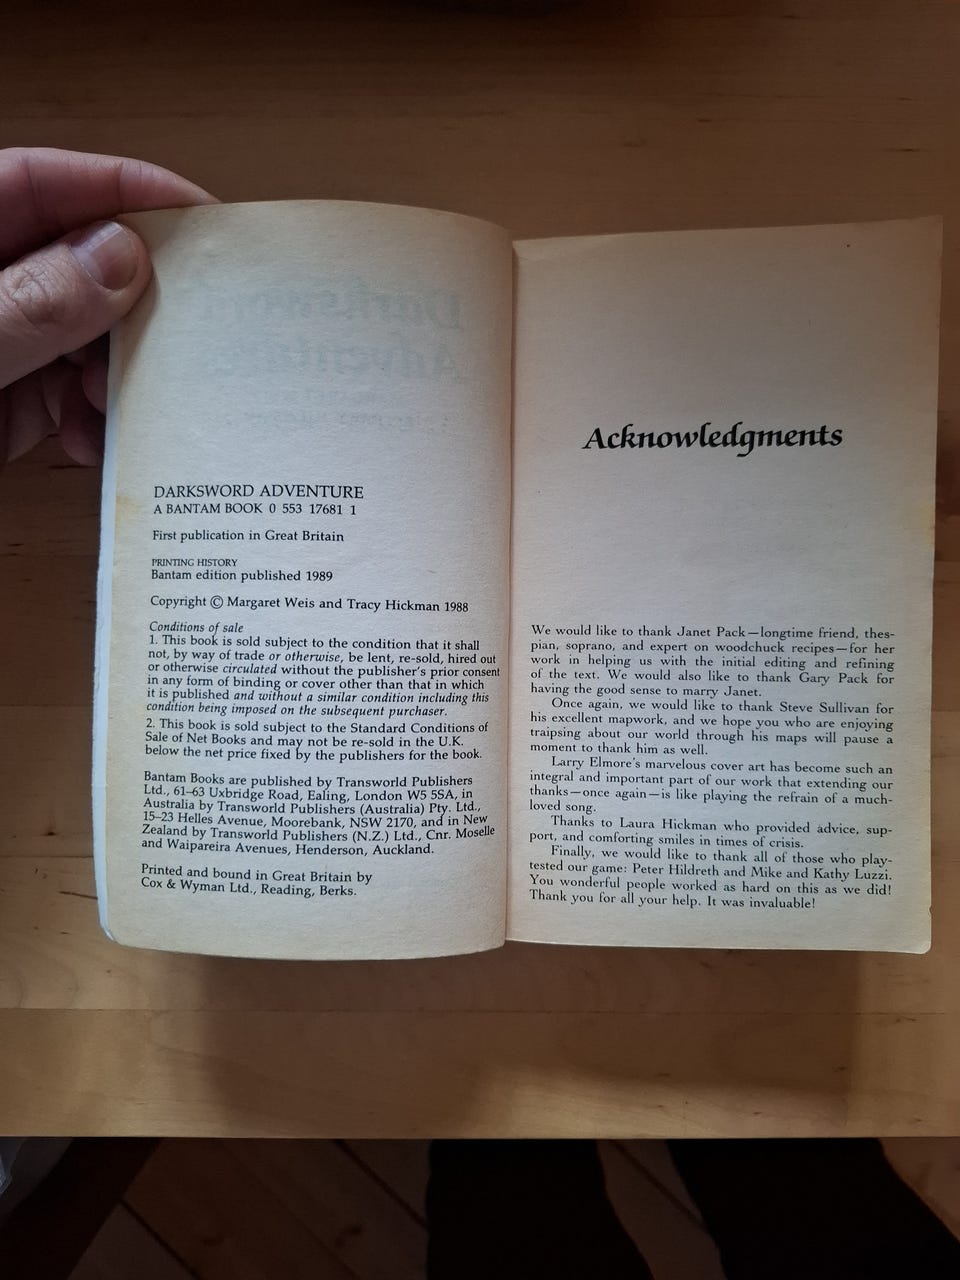 DARKSWORD ADVENTURE
A BANTAM BOOK 0 553 17681 1
First publication in Great Britain
PRINTING HISTORY
Bantam edition published 1989
Copyright © Margaret Weis and Tracy Hickman 1988
Conditions of sale
1. This book is sold subject to the condition that it shall
not, by way of trade or otherwise, be lent, re-sold, hired out
or otherwise circulated without the publisher's prior consent
in any form of binding or cover other than that in which
it is published and without a similar condition including this
condition being imposed on the subsequent purchaser.
2. This book is sold subject to the Standard Conditions of
Sale of Net Books and may not be re-sold in the U.K.
below the net price fixed by the publishers for the book.
Bantam Books are published by Transworld Publishers
Ltd., 61–63 Uxbridge Road, Ealing, London W5 5SA, in
Australia by Transworld Publishers (Australia) Pty. Ltd.,
15–23 Helles Avenue, Moorebank, NSW 2170, and in New
Zealand by Transworld Publishers (N.Z.) Ltd., Cnr. Moselle
and Waipareira Avenues, Henderson, Auckland.
Printed and bound in Great Britain by
Cox & Wyman Ltd., Reading, Berks.
Acknowledgments
We would like to thank Janet Pack—longtime friend, thes-
pian, soprano, and expert on woodchuck recipes—for her
work in helping us with the initial editing and refining
of the text. We would also like to thank Gary Pack for
having the good sense to marry Janet.
Once again, we would like to thank Steve Sullivan for
his excellent mapwork, and we hope you who are enjoying
traipsing about our world through his maps will pause a
moment to thank him as well.
Larry Elmore's marvelous cover art has become such an
integral and important part of our work that extending our
thanks—once again—is like playing the refrain of a much-
loved song.
Thanks to Laura Hickman who provided advice, sup-
port, and comforting smiles in times of crisis.
Finally, we would like to thank all of those who play-
tested our game: Peter Hildreth and Mike and Kathy Luzzi.
You wonderful people worked as hard on this as we did!
Thank you for all your help. It was invaluable!